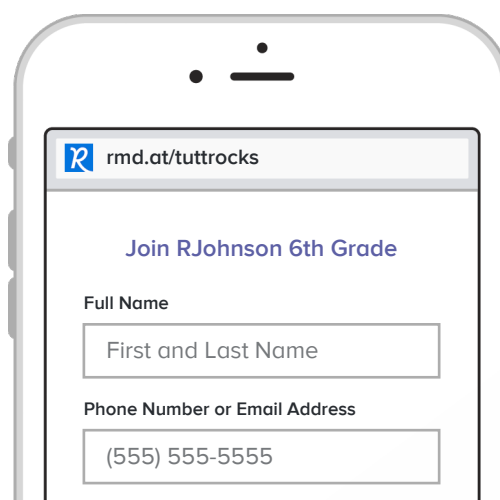 R rmd.at/tuttrocks
Join RJohnson 6th Grade
Full Name
First and Last Name
Phone Number or Email Address
(555) 555-5555